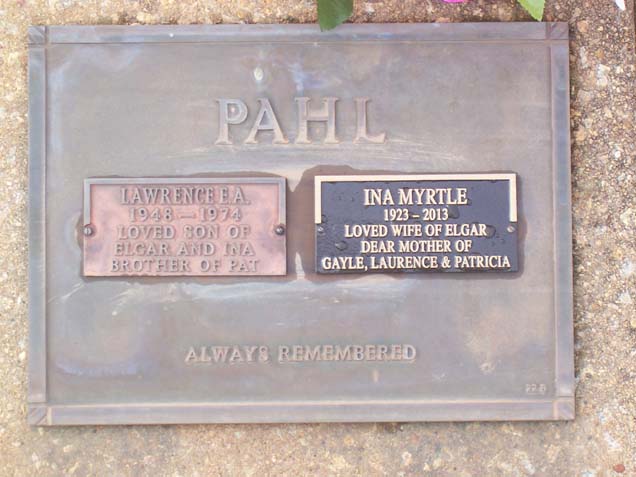 PAHL
LAWRENCE E.A.
1948 — 1974
LOVED SON OF
ELGAR AND INA
BROTHER OF PAT
INA MYRTLE
1923 – 2013
LOVED WIFE OF ELGAR
DEAR MOTHER OF
GAYLE, LAURENCE & PATRICIA
ALWAYS REMEMBERED